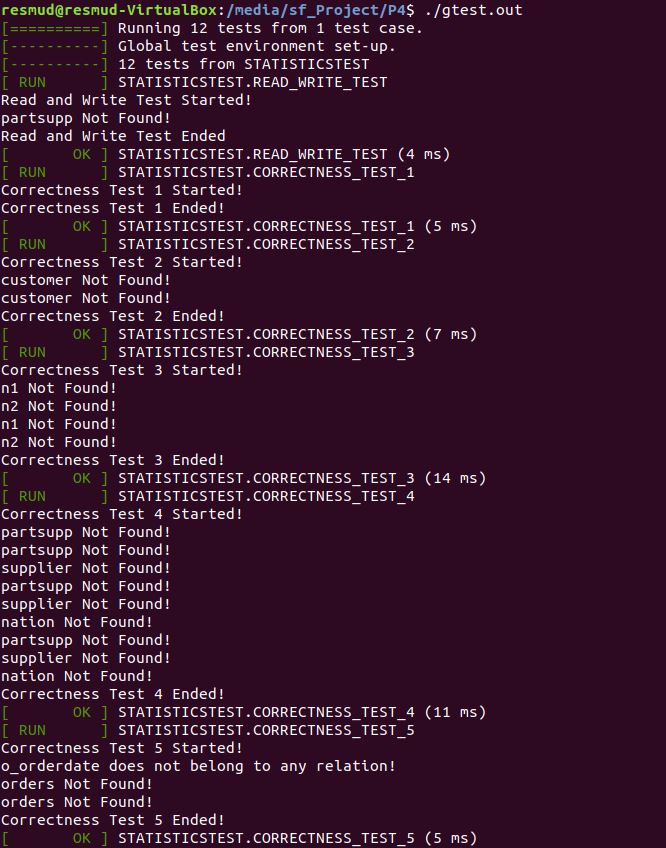 resmud@resmud-VirtualBox:/media/sf_Project/P4$ ./gtest.out
[==========] Running 12 tests from 1 test case.
[----------] Global test environment set-up.
[----------] 12 tests from STATISTICSTEST
[ RUN      ] STATISTICSTEST.READ_WRITE_TEST
Read and Write Test Started!
partsupp Not Found!
Read and Write Test Ended
[       OK ] STATISTICSTEST.READ_WRITE_TEST (4 ms)
[ RUN      ] STATISTICSTEST.CORRECTNESS_TEST_1
Correctness Test 1 Started!
Correctness Test 1 Ended!
[       OK ] STATISTICSTEST.CORRECTNESS_TEST_1 (5 ms)
[ RUN      ] STATISTICSTEST.CORRECTNESS_TEST_2
Correctness Test 2 Started!
customer Not Found!
customer Not Found!
Correctness Test 2 Ended!
[       OK ] STATISTICSTEST.CORRECTNESS_TEST_2 (7 ms)
[ RUN      ] STATISTICSTEST.CORRECTNESS_TEST_3
Correctness Test 3 Started!
n1 Not Found!
n2 Not Found!
n1 Not Found!
n2 Not Found!
Correctness Test 3 Ended!
[       OK ] STATISTICSTEST.CORRECTNESS_TEST_3 (14 ms)
[ RUN      ] STATISTICSTEST.CORRECTNESS_TEST_4
Correctness Test 4 Started!
partsupp Not Found!
partsupp Not Found!
supplier Not Found!
partsupp Not Found!
supplier Not Found!
nation Not Found!
partsupp Not Found!
supplier Not Found!
nation Not Found!
Correctness Test 4 Ended!
[       OK ] STATISTICSTEST.CORRECTNESS_TEST_4 (11 ms)
[ RUN      ] STATISTICSTEST.CORRECTNESS_TEST_5
Correctness Test 5 Started!
o_orderdate does not belong to any relation!
orders Not Found!
orders Not Found!
Correctness Test 5 Ended!
[       OK ] STATISTICSTEST.CORRECTNESS_TEST_5 (5 ms)